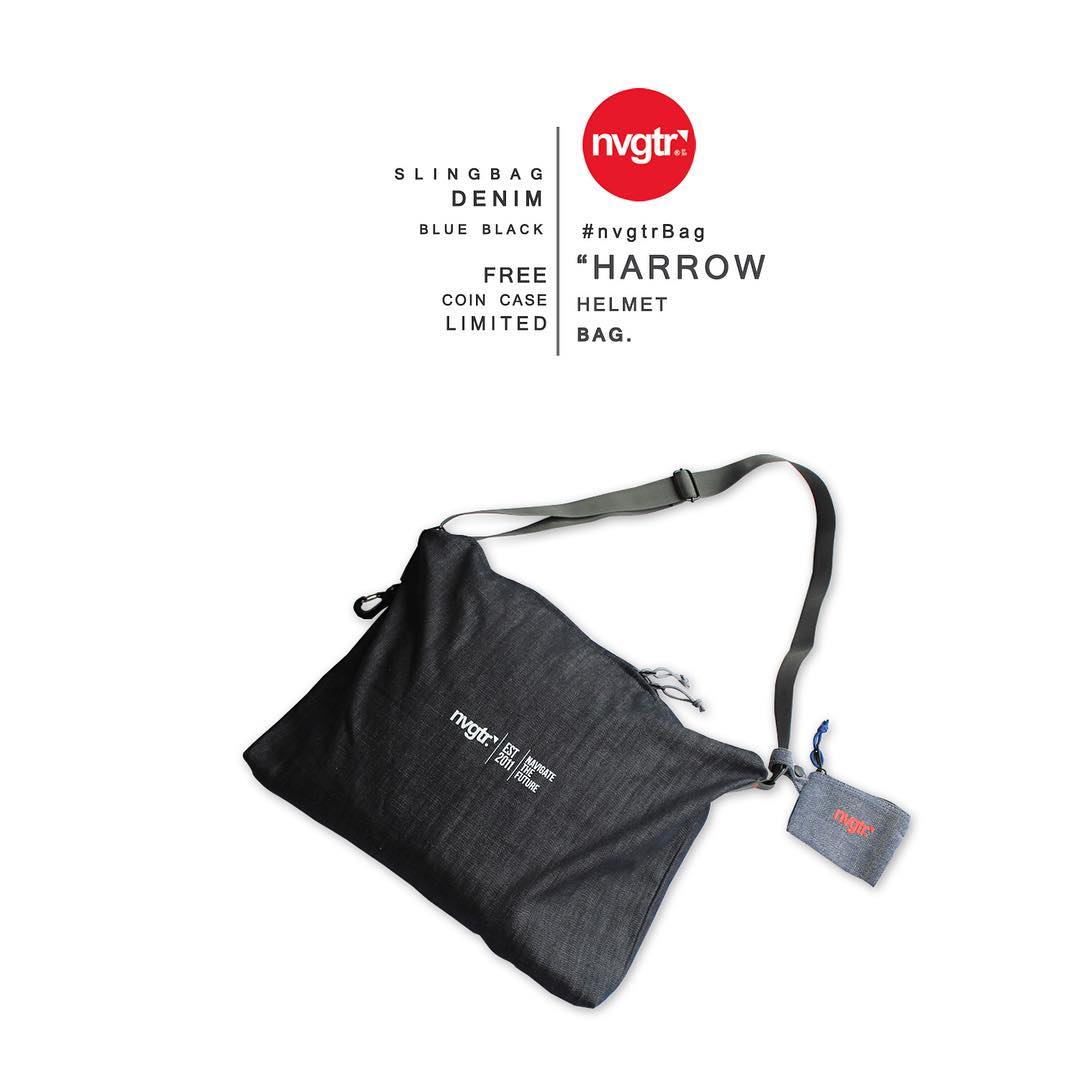 SLINGBAG
DENIM
BLUE BLACK
FREE
COIN CASE
LIMITED
nvgtr
#nvgtrBag
“HARROW
HELMET
BAG.
nvgtr.
EST
2011
NAVIGATE
THE
FUTURE
nvgtr